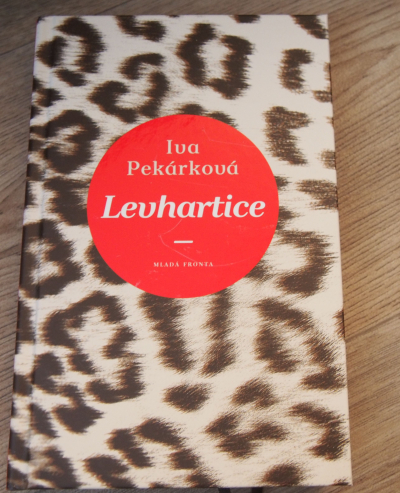 Iva
Pekárková
Levhartice
MLADÁ FRONTA